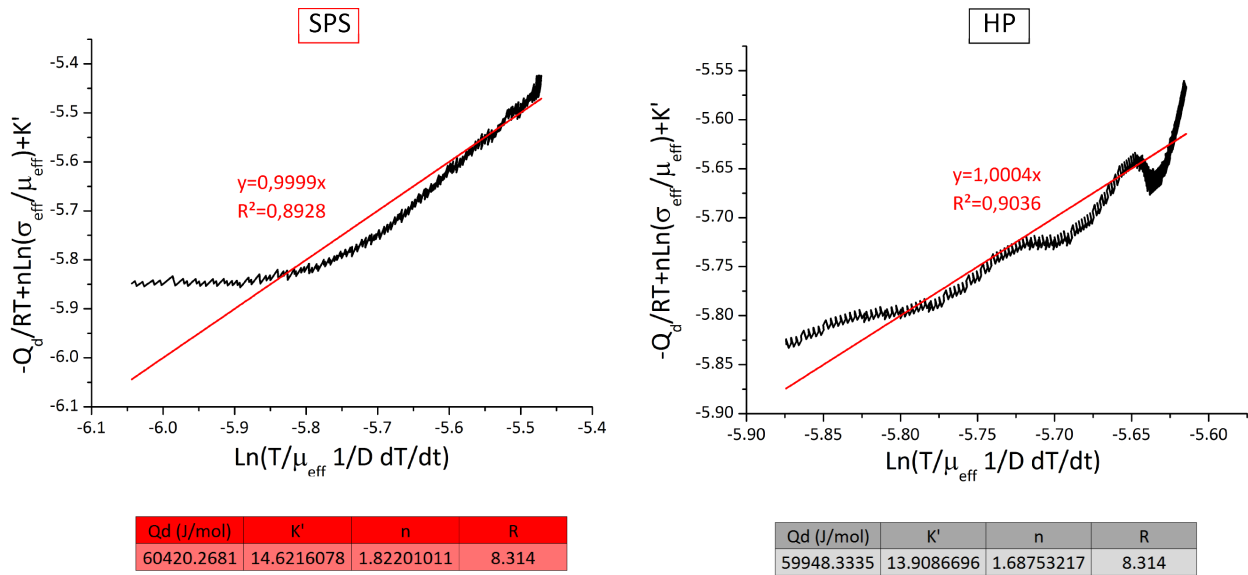 SPS
-Q_d/RT+nLn(σ_eff/μ_eff)+K'
-5.4
-5.5
-5.6
-5.7
-5.8
-5.9
-6.0
-6.1
y=0,9999x
R²=0,8928
-6.1 -6.0 -5.9 -5.8 -5.7 -5.6 -5.5 -5.4
Ln(T/μ_eff 1/D dT/dt)
Qd (J/mol) K' n R
60420.2681 14.6216078 1.82201011 8.314
HP
-Q_d/RT+nLn(σ_eff/μ_eff)+K'
-5.55
-5.60
-5.65
-5.70
-5.75
-5.80
-5.85
-5.90
y=1,0004x
R²=0,9036
-5.90 -5.85 -5.80 -5.75 -5.70 -5.65 -5.60
Ln(T/μ_eff 1/D dT/dt)
Qd (J/mol) K' n R
59948.3335 13.9086696 1.68753217 8.314